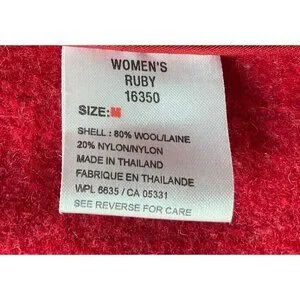 WOMEN'S
RUBY
16350
SIZE:M
SHELL : 80% WOOL/LAINE
20% NYLON/NYLON
MADE IN THAILAND
FABRIQUE EN THAILANDE
WPL 6635 / CA 05331
SEE REVERSE FOR CARE